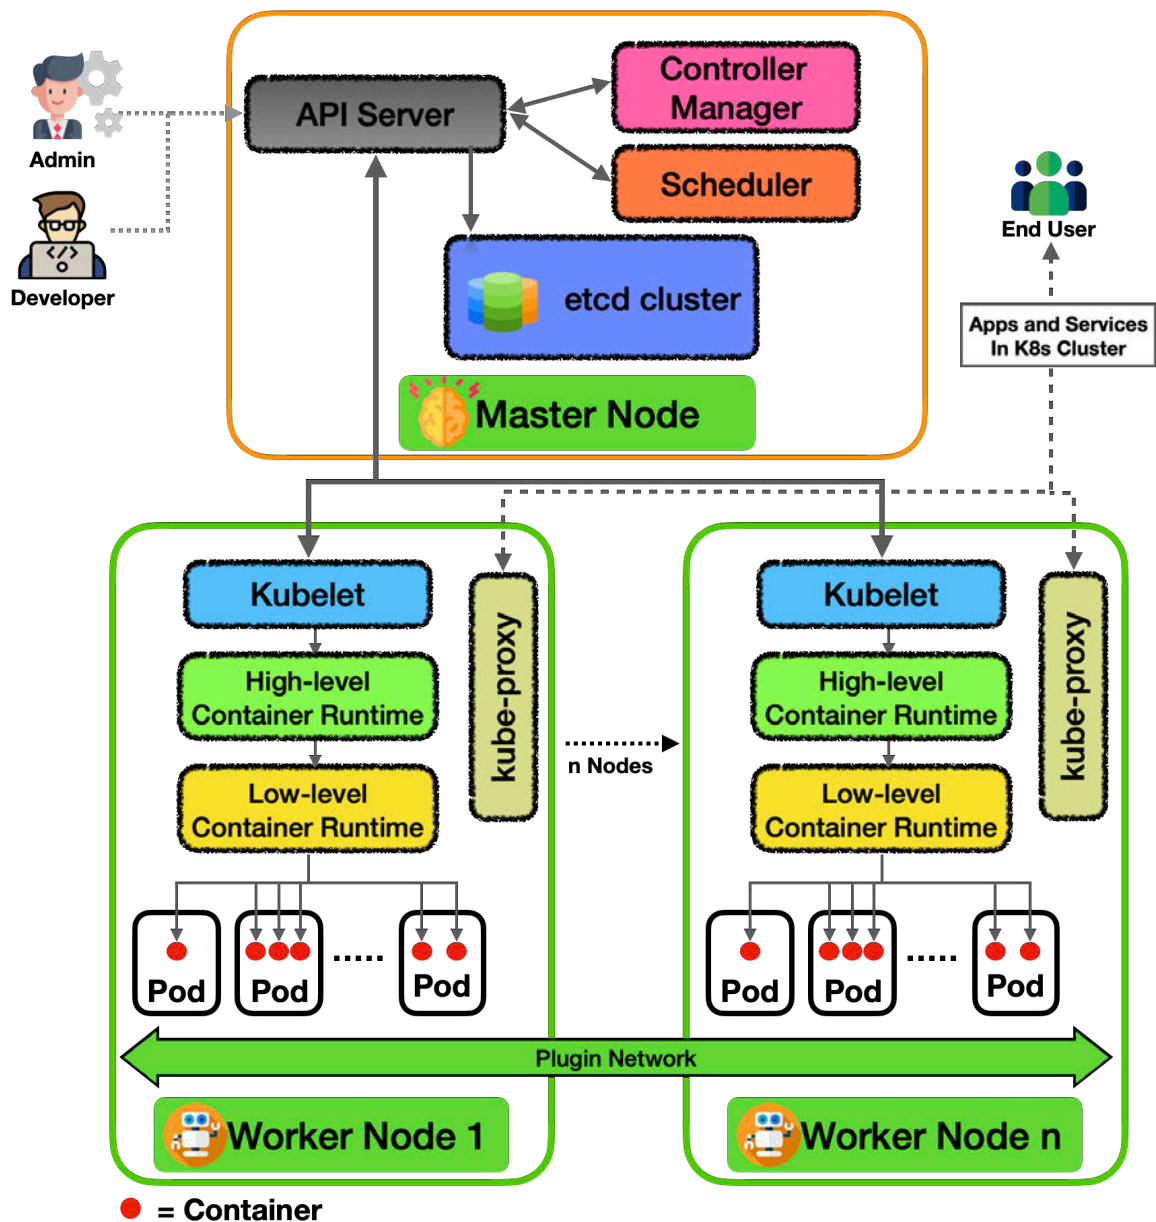 Admin
Developer
API Server
Controller
Manager
Scheduler
etcd cluster
Master Node
End User
Apps and Services
In K8s Cluster
Kubelet
High-level
Container Runtime
Low-level
Container Runtime
kube-proxy
Pod
Pod
.....
Pod
n Nodes
Kubelet
High-level
Container Runtime
Low-level
Container Runtime
kube-proxy
Pod
Pod
.....
Pod
Plugin Network
Worker Node 1
Worker Node n
= Container